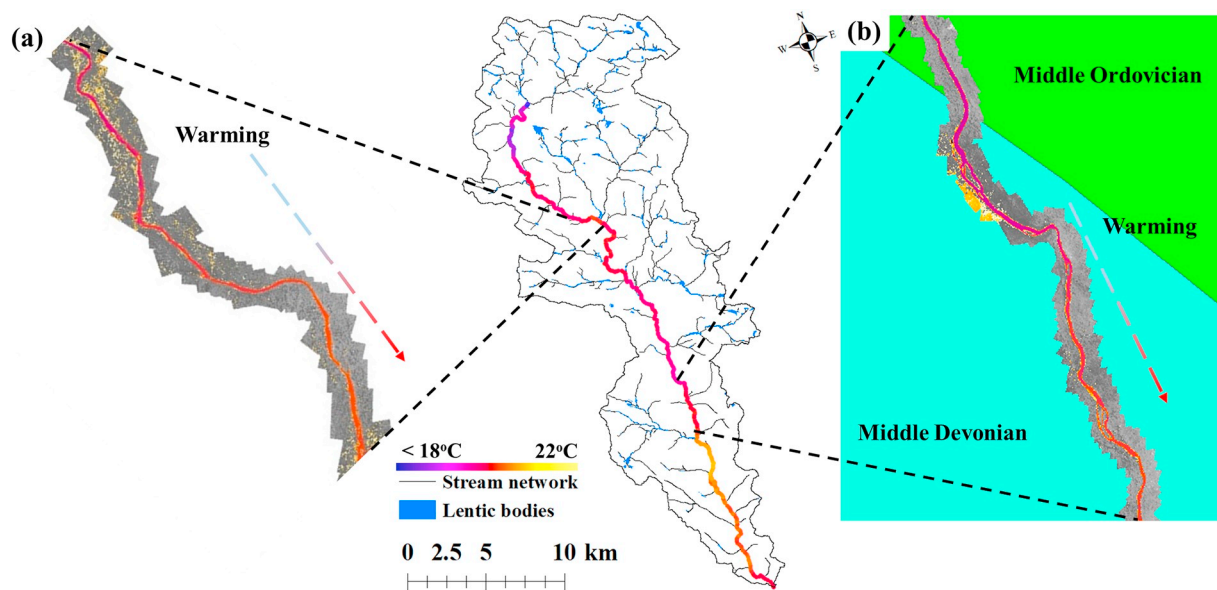 (a)
Warming
N
W E
S
(b)
Middle Ordovician
Warming
Middle Devonian
< 18°C 22°C
Stream network
Lentic bodies
0 2.5 5 10 km